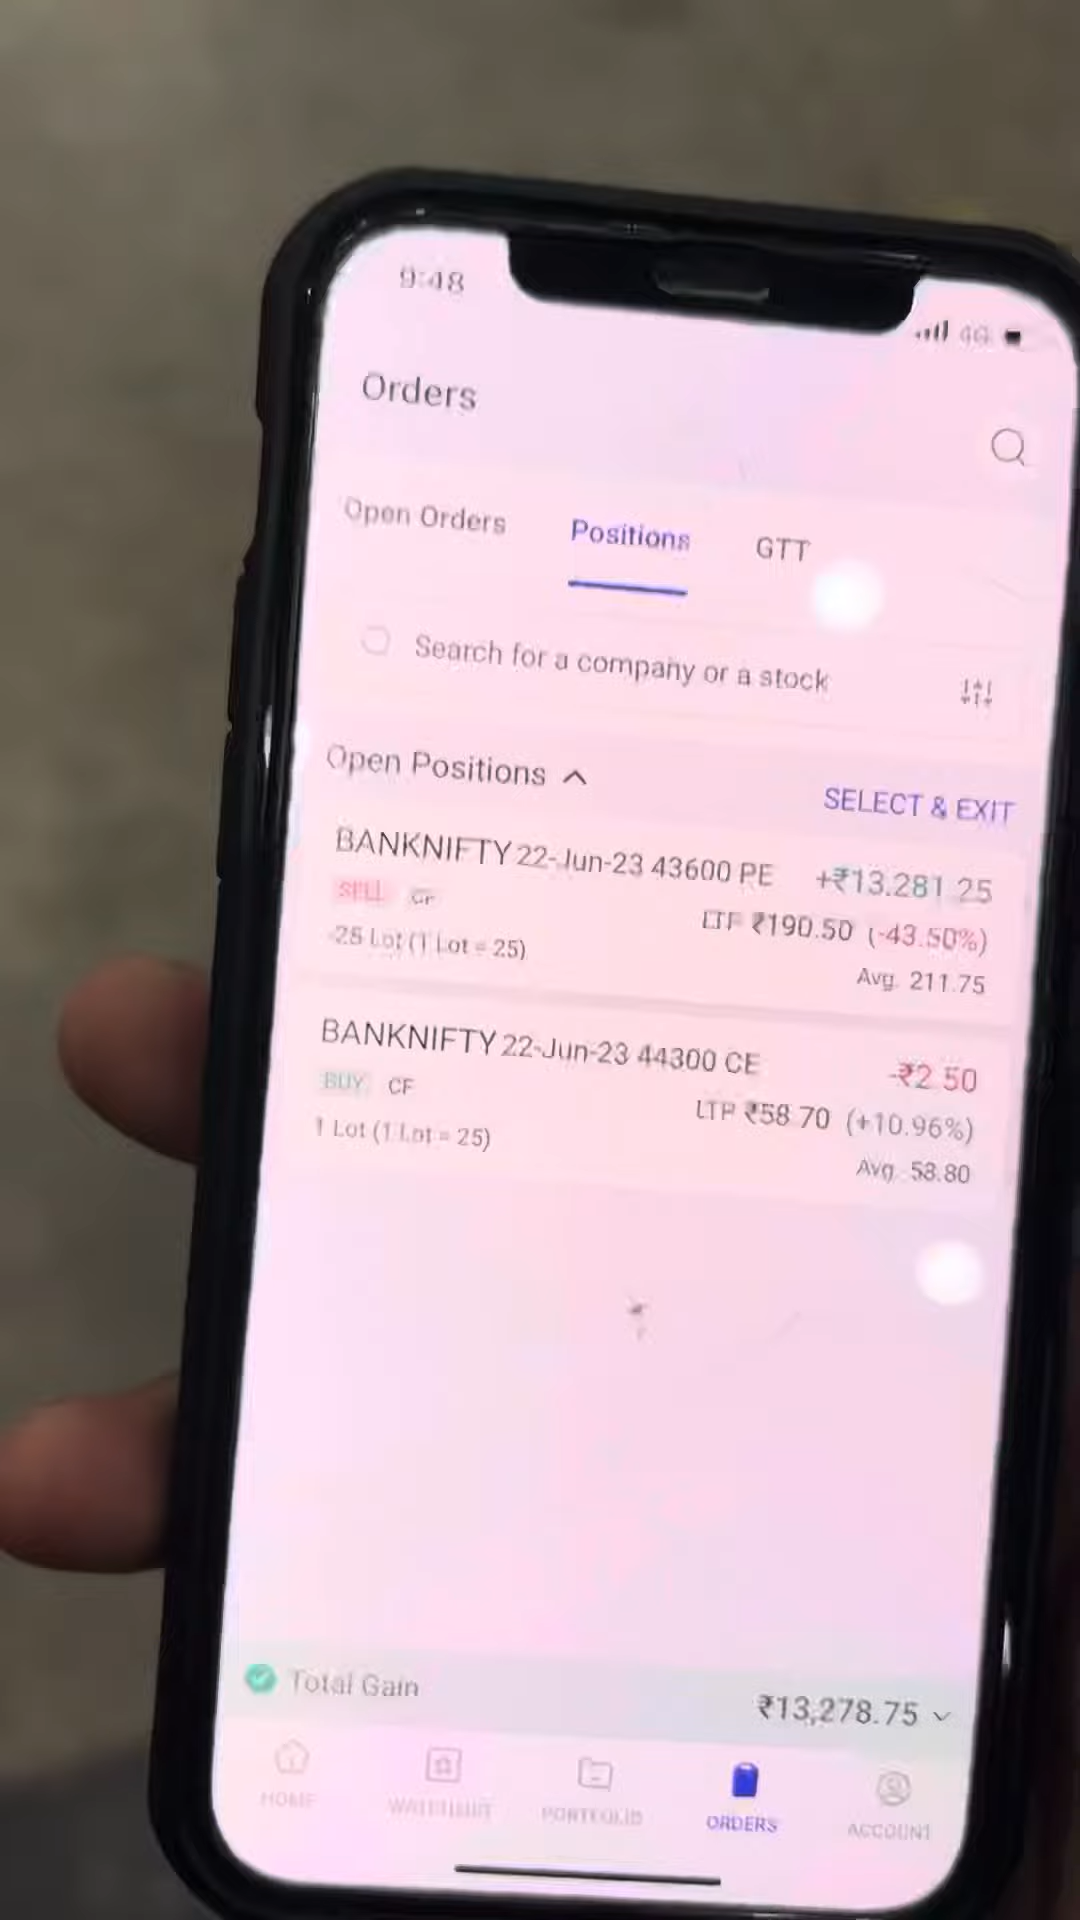 9:48
4G
Orders
Open Orders Positions GTT
Search for a company or a stock
Open Positions
SELECT & EXIT
BANKNIFTY 22-Jun-23 43600 PE +₹13,281.25
SELL CF LTP ₹190.50 (-43.50%)
-25 Lot (1 Lot = 25) Avg. 211.75
BANKNIFTY 22-Jun-23 44300 CE -₹2.50
BUY CF LTP ₹58.70 (+10.96%)
1 Lot (1 Lot = 25) Avg. 58.80
Total Gain ₹13,278.75
HOME WATCHLIST PORTFOLIO ORDERS ACCOUNT